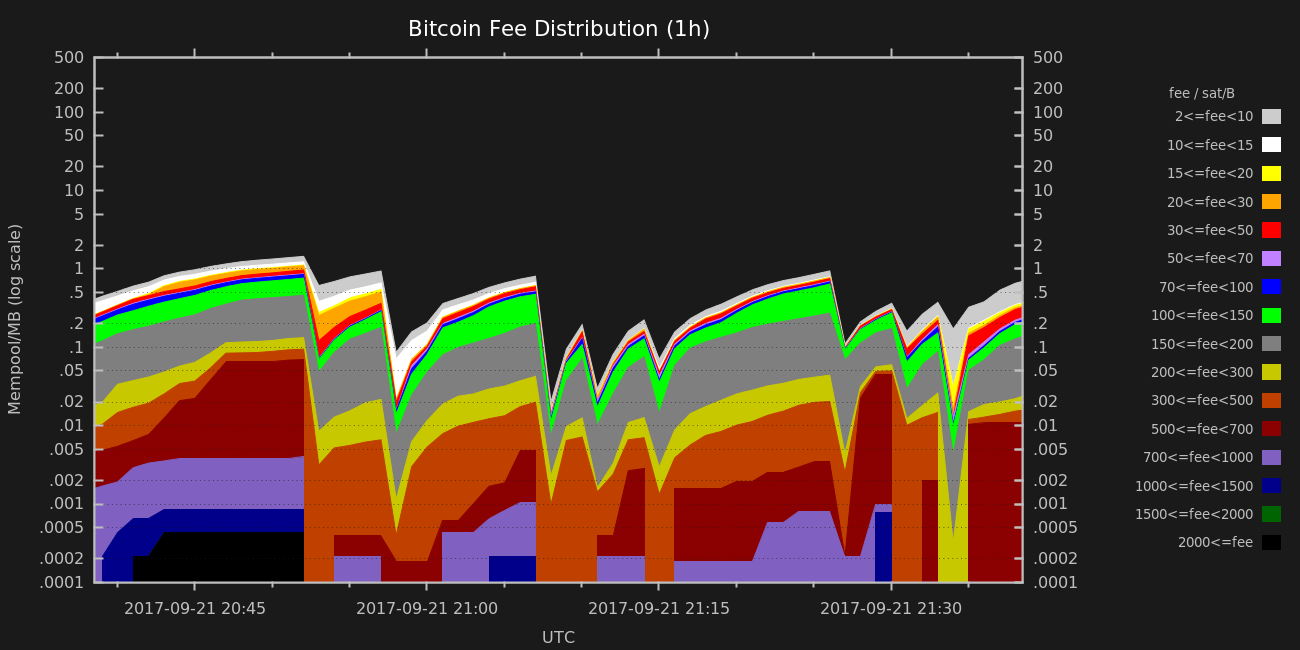 Bitcoin Fee Distribution (1h)
500 500
200 200
100 100
50 50
20 20
10 10
5 5
2 2
1 1
.5 .5
.2 .2
.1 .1
.05 .05
.02 .02
.01 .01
.005 .005
.002 .002
.001 .001
.0005 .0005
.0002 .0002
.0001 .0001
Mempool/MB (log scale)
2017-09-21 20:45 2017-09-21 21:00 2017-09-21 21:15 2017-09-21 21:30
UTC
fee / sat/B
2<=fee<10
10<=fee<15
15<=fee<20
20<=fee<30
30<=fee<50
50<=fee<70
70<=fee<100
100<=fee<150
150<=fee<200
200<=fee<300
300<=fee<500
500<=fee<700
700<=fee<1000
1000<=fee<1500
1500<=fee<2000
2000<=fee